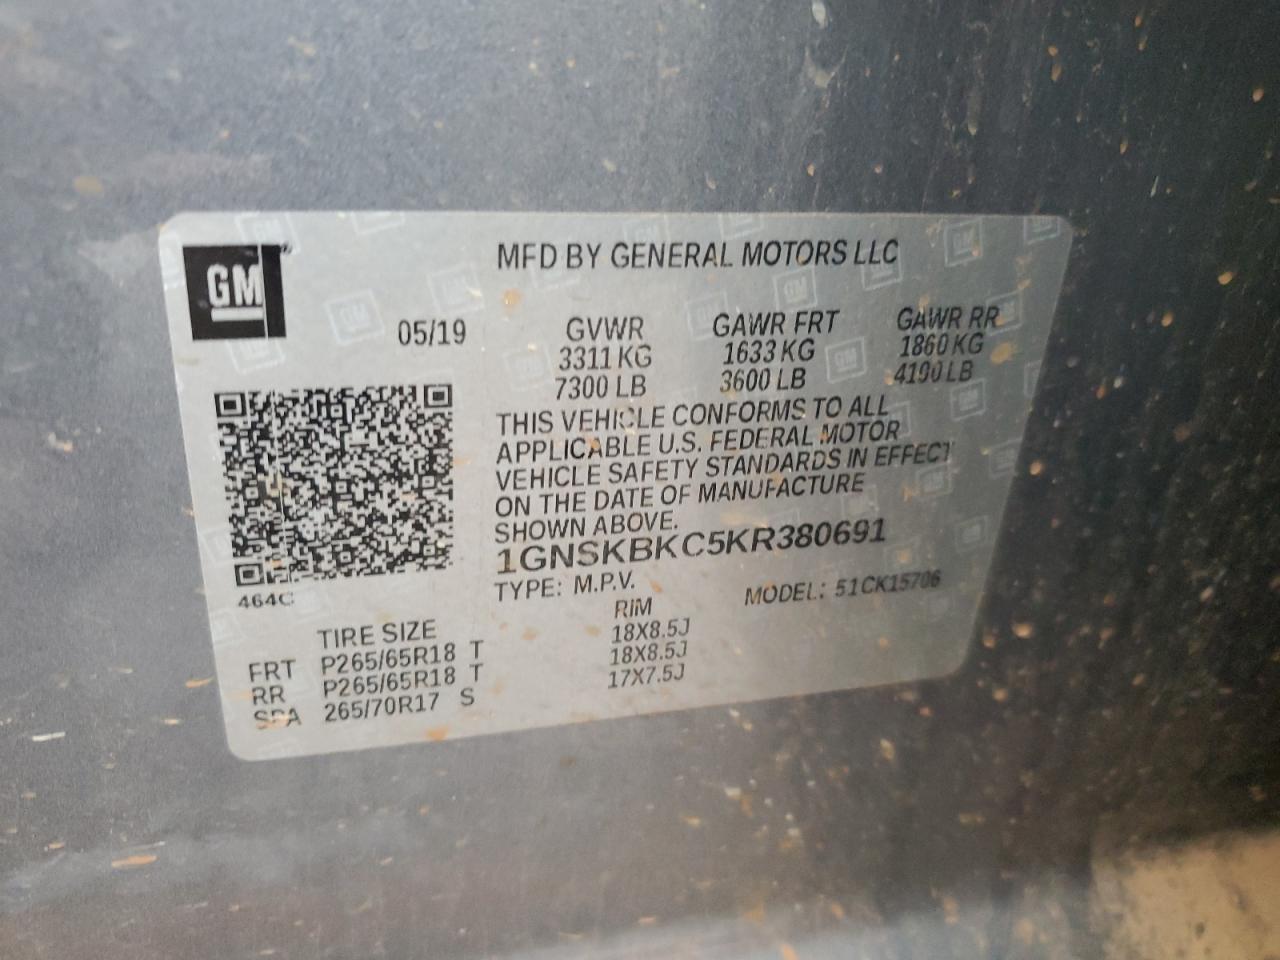 GM
MFD BY GENERAL MOTORS LLC
05/19
GVWR GAWR FRT GAWR RR
3311 KG 1633 KG 1860 KG
7300 LB 3600 LB 4100 LB
THIS VEHICLE CONFORMS TO ALL
APPLICABLE U.S. FEDERAL MOTOR
VEHICLE SAFETY STANDARDS IN EFFECT
ON THE DATE OF MANUFACTURE
SHOWN ABOVE.
1GNSKBKC5KR380691
464C
TYPE: M.P.V. MODEL: 51CK15706
TIRE SIZE RIM
FRT P265/65R18 T 18X8.5J
RR P265/65R18 T 18X8.5J
SPA 265/70R17 S 17X7.5J